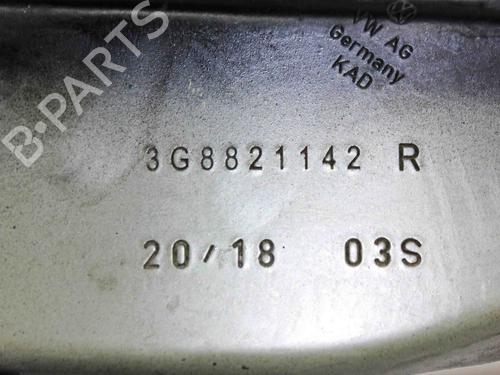 VW AG
Germany
KAD
B-PARTS
3G8821142 R
20/18 03S